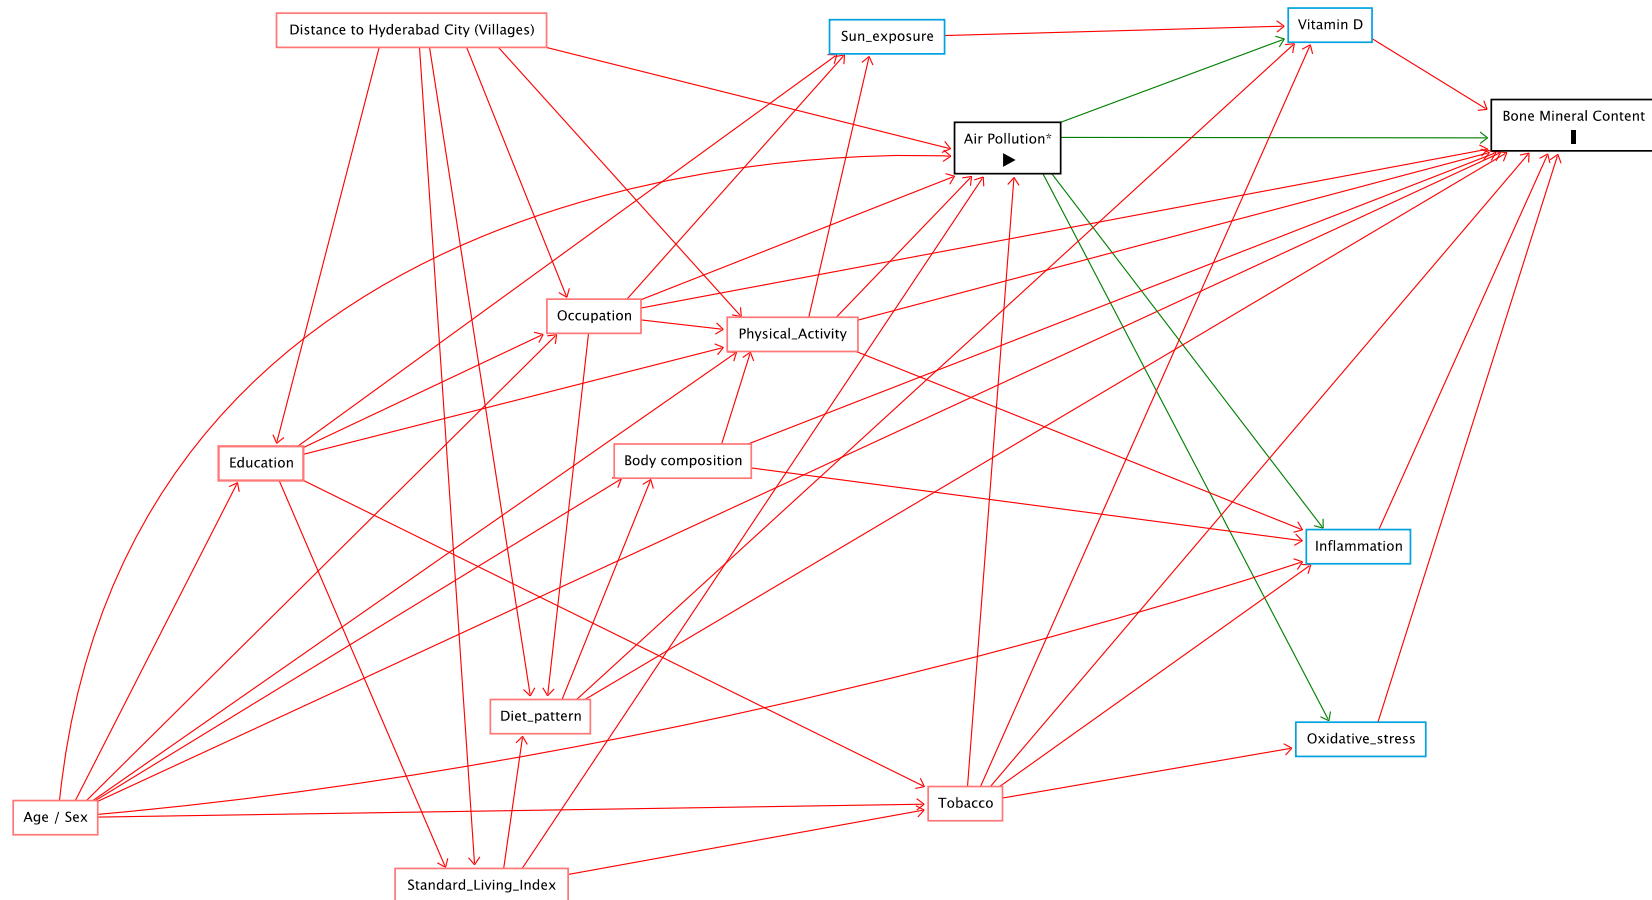 Distance to Hyderabad City (Villages)
Sun_exposure
Vitamin D
Bone Mineral Content
Air Pollution*
Occupation
Physical_Activity
Education
Body composition
Inflammation
Diet_pattern
Oxidative_stress
Age / Sex
Tobacco
Standard_Living_Index